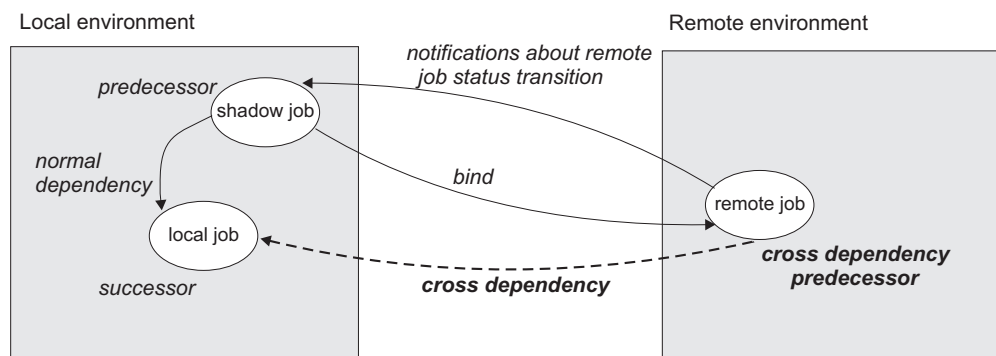 Local environment
Remote environment
notifications about remote
job status transition
predecessor
shadow job
normal
dependency
bind
remote job
local job
cross dependency
predecessor
successor
cross dependency